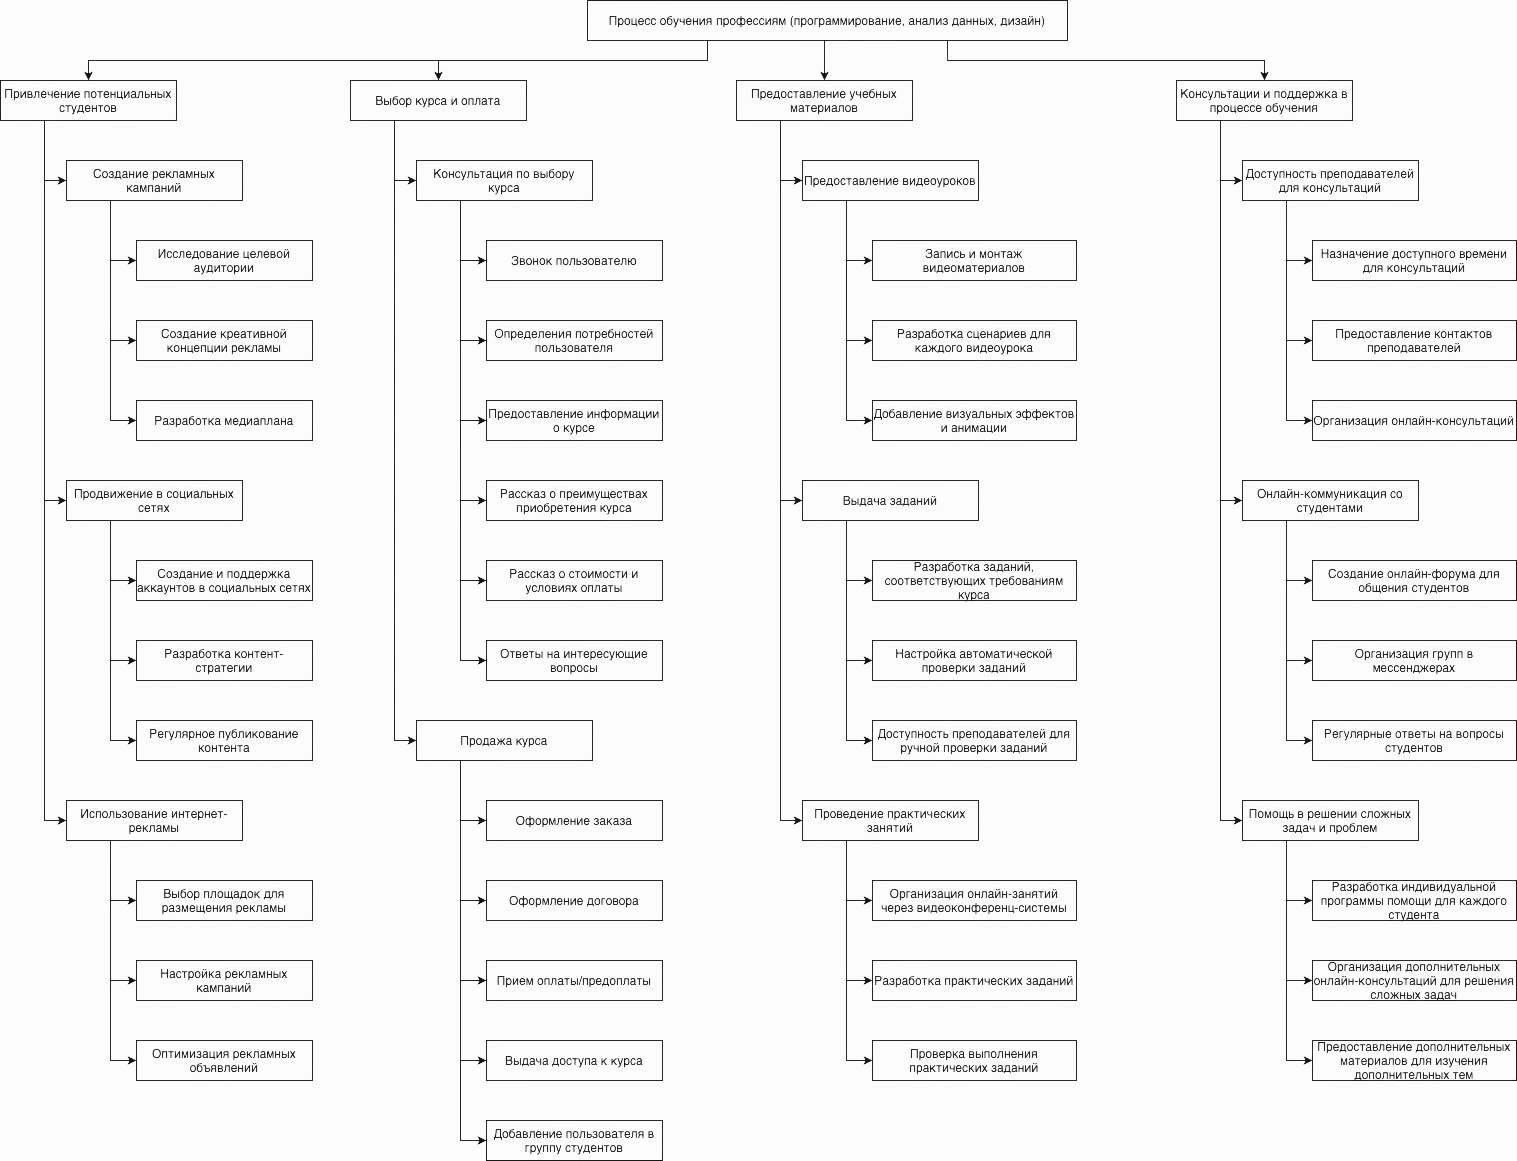 Процесс обучения профессиям (программирование, анализ данных, дизайн)
Привлечение потенциальных
студентов
Создание рекламных
кампаний
Исследование целевой
аудитории
Создание креативной
концепции рекламы
Разработка медиаплана
Продвижение в социальных
сетях
Создание и поддержка
аккаунтов в социальных сетях
Разработка контент-
стратегии
Регулярное публикование
контента
Использование интернет-
рекламы
Выбор площадок для
размещения рекламы
Настройка рекламных
кампаний
Оптимизация рекламных
объявлений
Выбор курса и оплата
Консультация по выбору
курса
Звонок пользователю
Определения потребностей
пользователя
Предоставление информации
о курсе
Рассказ о преимуществах
приобретения курса
Рассказ о стоимости и
условиях оплаты
Ответы на интересующие
вопросы
Продажа курса
Оформление заказа
Оформление договора
Прием оплаты/предоплаты
Выдача доступа к курса
Добавление пользователя в
группу студентов
Предоставление учебных
материалов
Предоставление видеоуроков
Запись и монтаж
видеоматериалов
Разработка сценариев для
каждого видеоурока
Добавление визуальных эффектов
и анимации
Выдача заданий
Разработка заданий,
соответствующих требованиям
курса
Настройка автоматической
проверки заданий
Доступность преподавателей для
ручной проверки заданий
Проведение практических
занятий
Организация онлайн-занятий
через видеоконференц-системы
Разработка практических заданий
Проверка выполнения
практических заданий
Консультации и поддержка в
процессе обучения
Доступность преподавателей
для консультаций
Назначение доступного времени
для консультаций
Предоставление контактов
преподавателей
Организация онлайн-консультаций
Онлайн-коммуникация со
студентами
Создание онлайн-форума для
общения студентов
Организация групп в
мессенджерах
Регулярные ответы на вопросы
студентов
Помощь в решении сложных
задач и проблем
Разработка индивидуальной
программы помощи для каждого
студента
Организация дополнительных
онлайн-консультаций для решения
сложных задач
Предоставление дополнительных
материалов для изучения
дополнительных тем